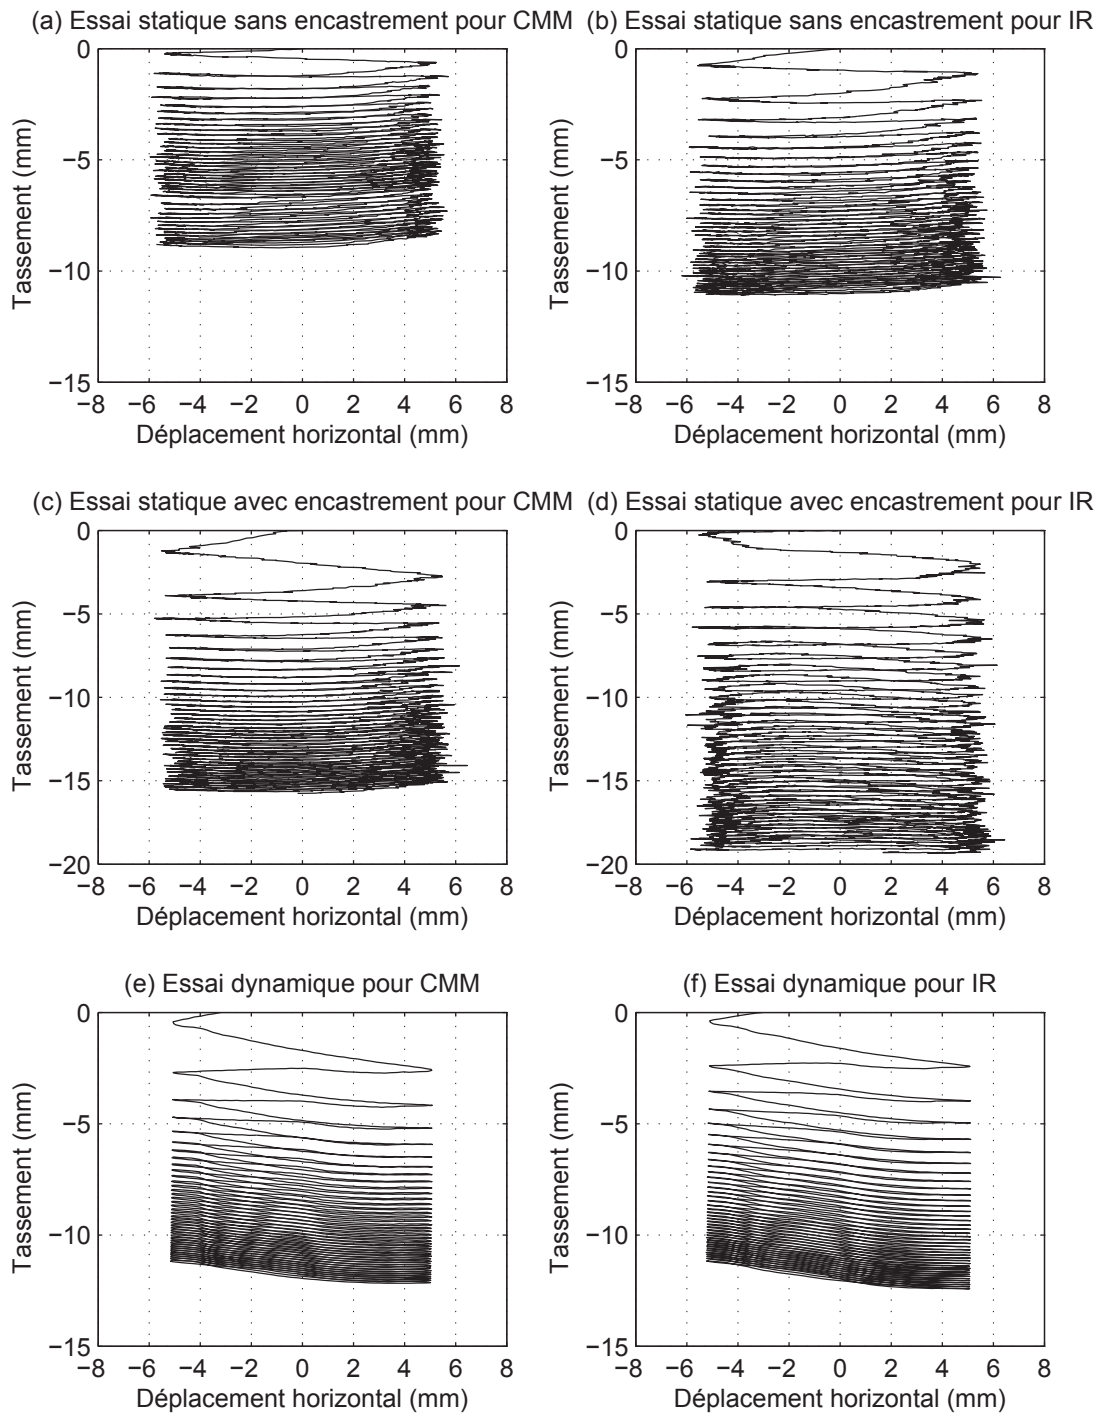 (a) Essai statique sans encastrement pour CMM
(b) Essai statique sans encastrement pour IR
0
−5
−10
−15
Tassement (mm)
−8 −6 −4 −2 0 2 4 6 8
Déplacement horizontal (mm)
0
−5
−10
−15
Tassement (mm)
−8 −6 −4 −2 0 2 4 6 8
Déplacement horizontal (mm)
(c) Essai statique avec encastrement pour CMM
(d) Essai statique avec encastrement pour IR
0
−5
−10
−15
−20
Tassement (mm)
−8 −6 −4 −2 0 2 4 6 8
Déplacement horizontal (mm)
0
−5
−10
−15
−20
Tassement (mm)
−8 −6 −4 −2 0 2 4 6 8
Déplacement horizontal (mm)
(e) Essai dynamique pour CMM
(f) Essai dynamique pour IR
0
−5
−10
−15
Tassement (mm)
−8 −6 −4 −2 0 2 4 6 8
Déplacement horizontal (mm)
0
−5
−10
−15
Tassement (mm)
−8 −6 −4 −2 0 2 4 6 8
Déplacement horizontal (mm)